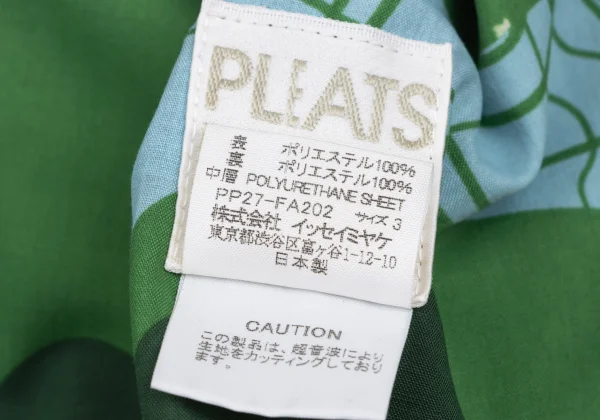 PLEATS
表 ポリエステル100%
裏 ポリエステル100%
中層 POLYURETHANE SHEET
PP27-FA202 サイズ 3
株式会社 イッセイミヤケ
東京都渋谷区富ヶ谷1-12-10
日本製
CAUTION
この製品は、超音波により
生地をカッティングしており
ます。